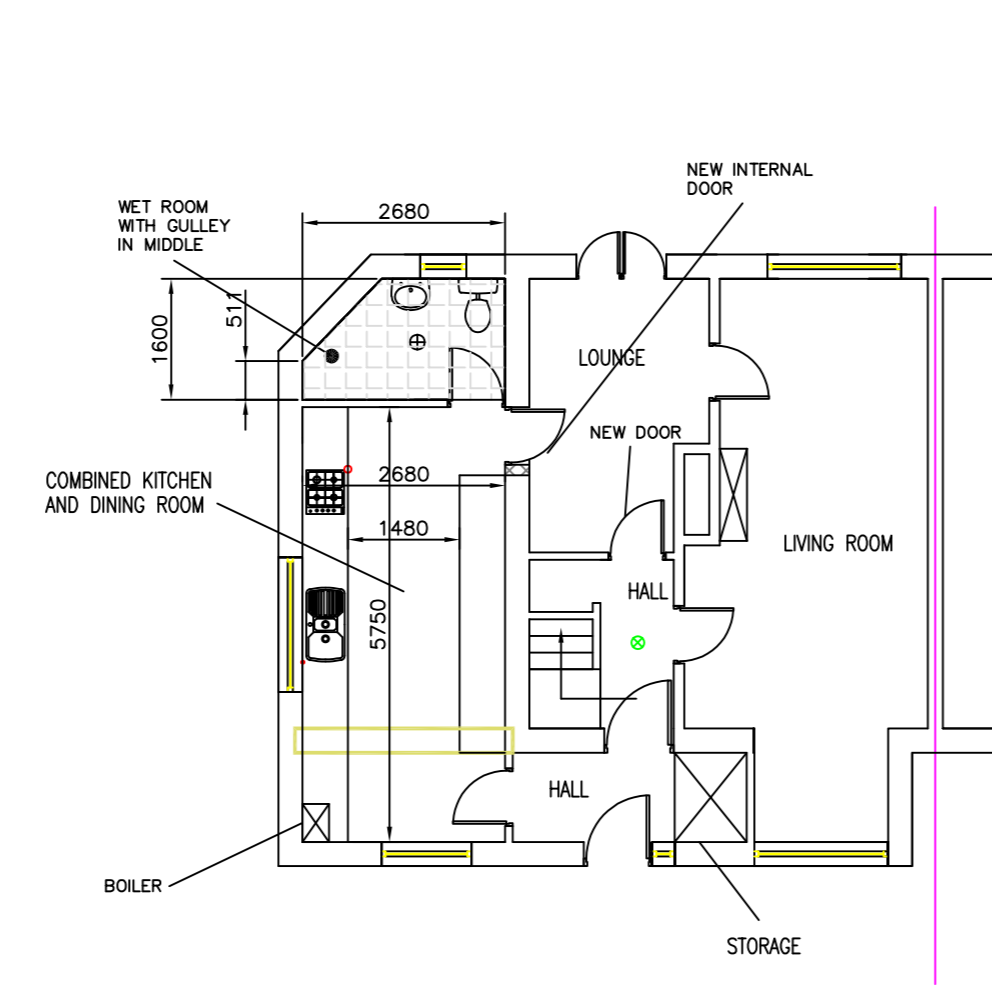 NEW INTERNAL
DOOR
WET ROOM
WITH GULLEY
IN MIDDLE
2680
1600
511
LOUNGE
NEW DOOR
COMBINED KITCHEN
AND DINING ROOM
2680
1480
LIVING ROOM
HALL
5750
HALL
BOILER
STORAGE